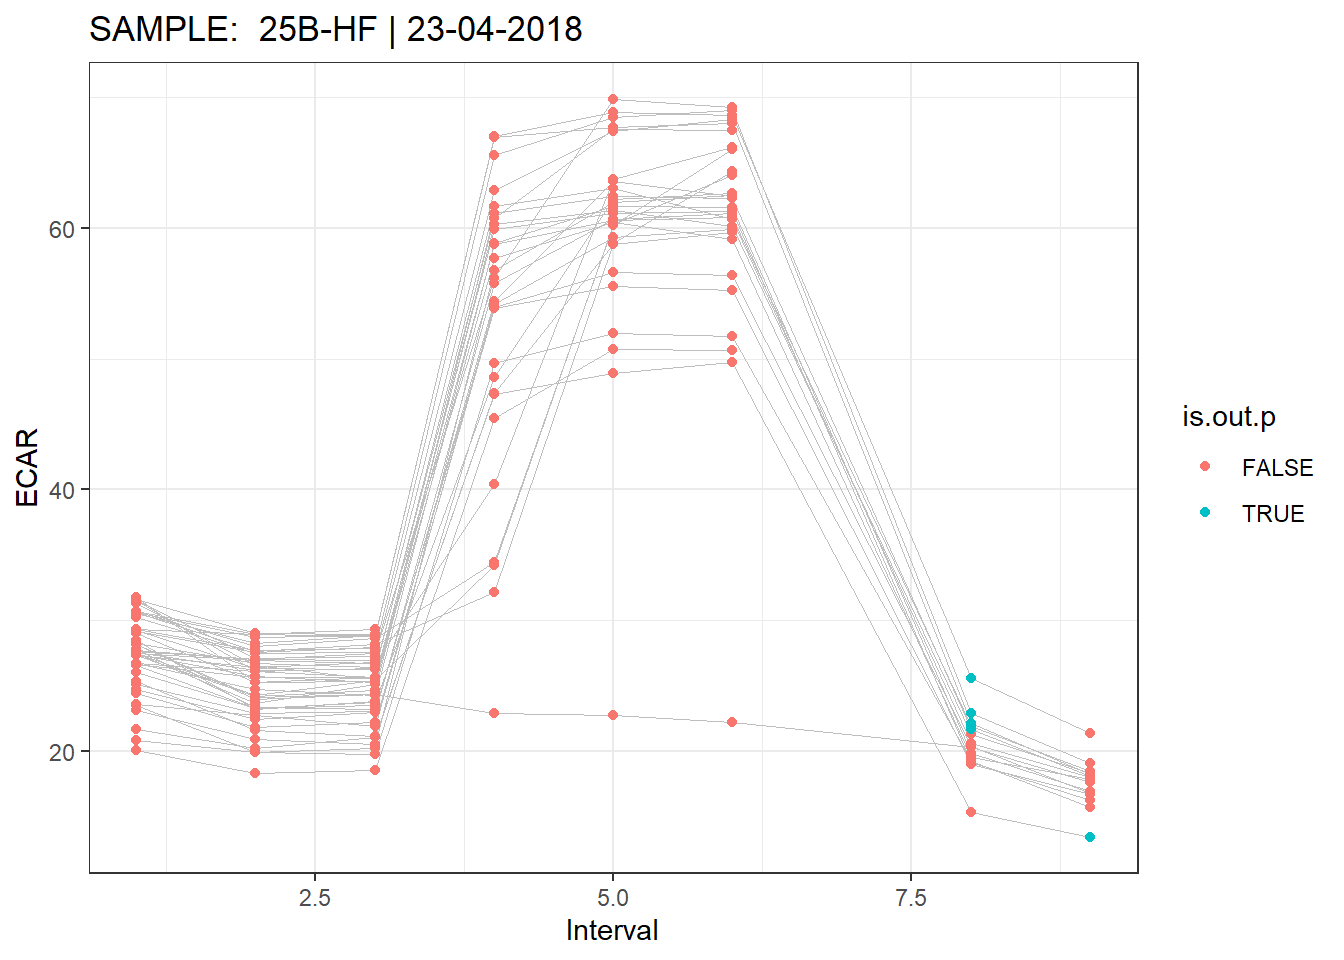 SAMPLE:  25B-HF | 23-04-2018
ECAR
60
40
20
2.5
5.0
7.5
Interval
is.out.p
FALSE
TRUE